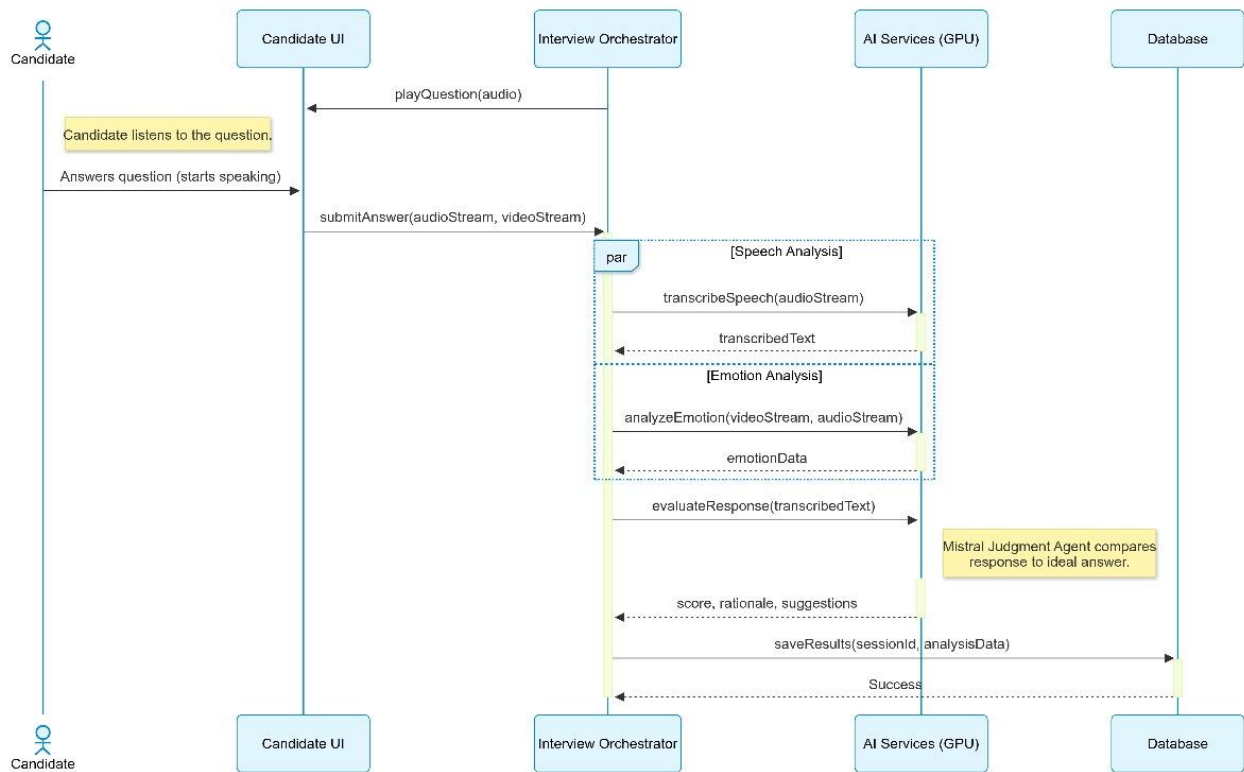 Candidate
Candidate UI
Interview Orchestrator
AI Services (GPU)
Database
playQuestion(audio)
Candidate listens to the question.
Answers question (starts speaking)
submitAnswer(audioStream, videoStream)
par
[Speech Analysis]
transcribeSpeech(audioStream)
transcribedText
[Emotion Analysis]
analyzeEmotion(videoStream, audioStream)
emotionData
evaluateResponse(transcribedText)
Mistral Judgment Agent compares
response to ideal answer.
score, rationale, suggestions
saveResults(sessionId, analysisData)
Success
Candidate
Candidate UI
Interview Orchestrator
AI Services (GPU)
Database